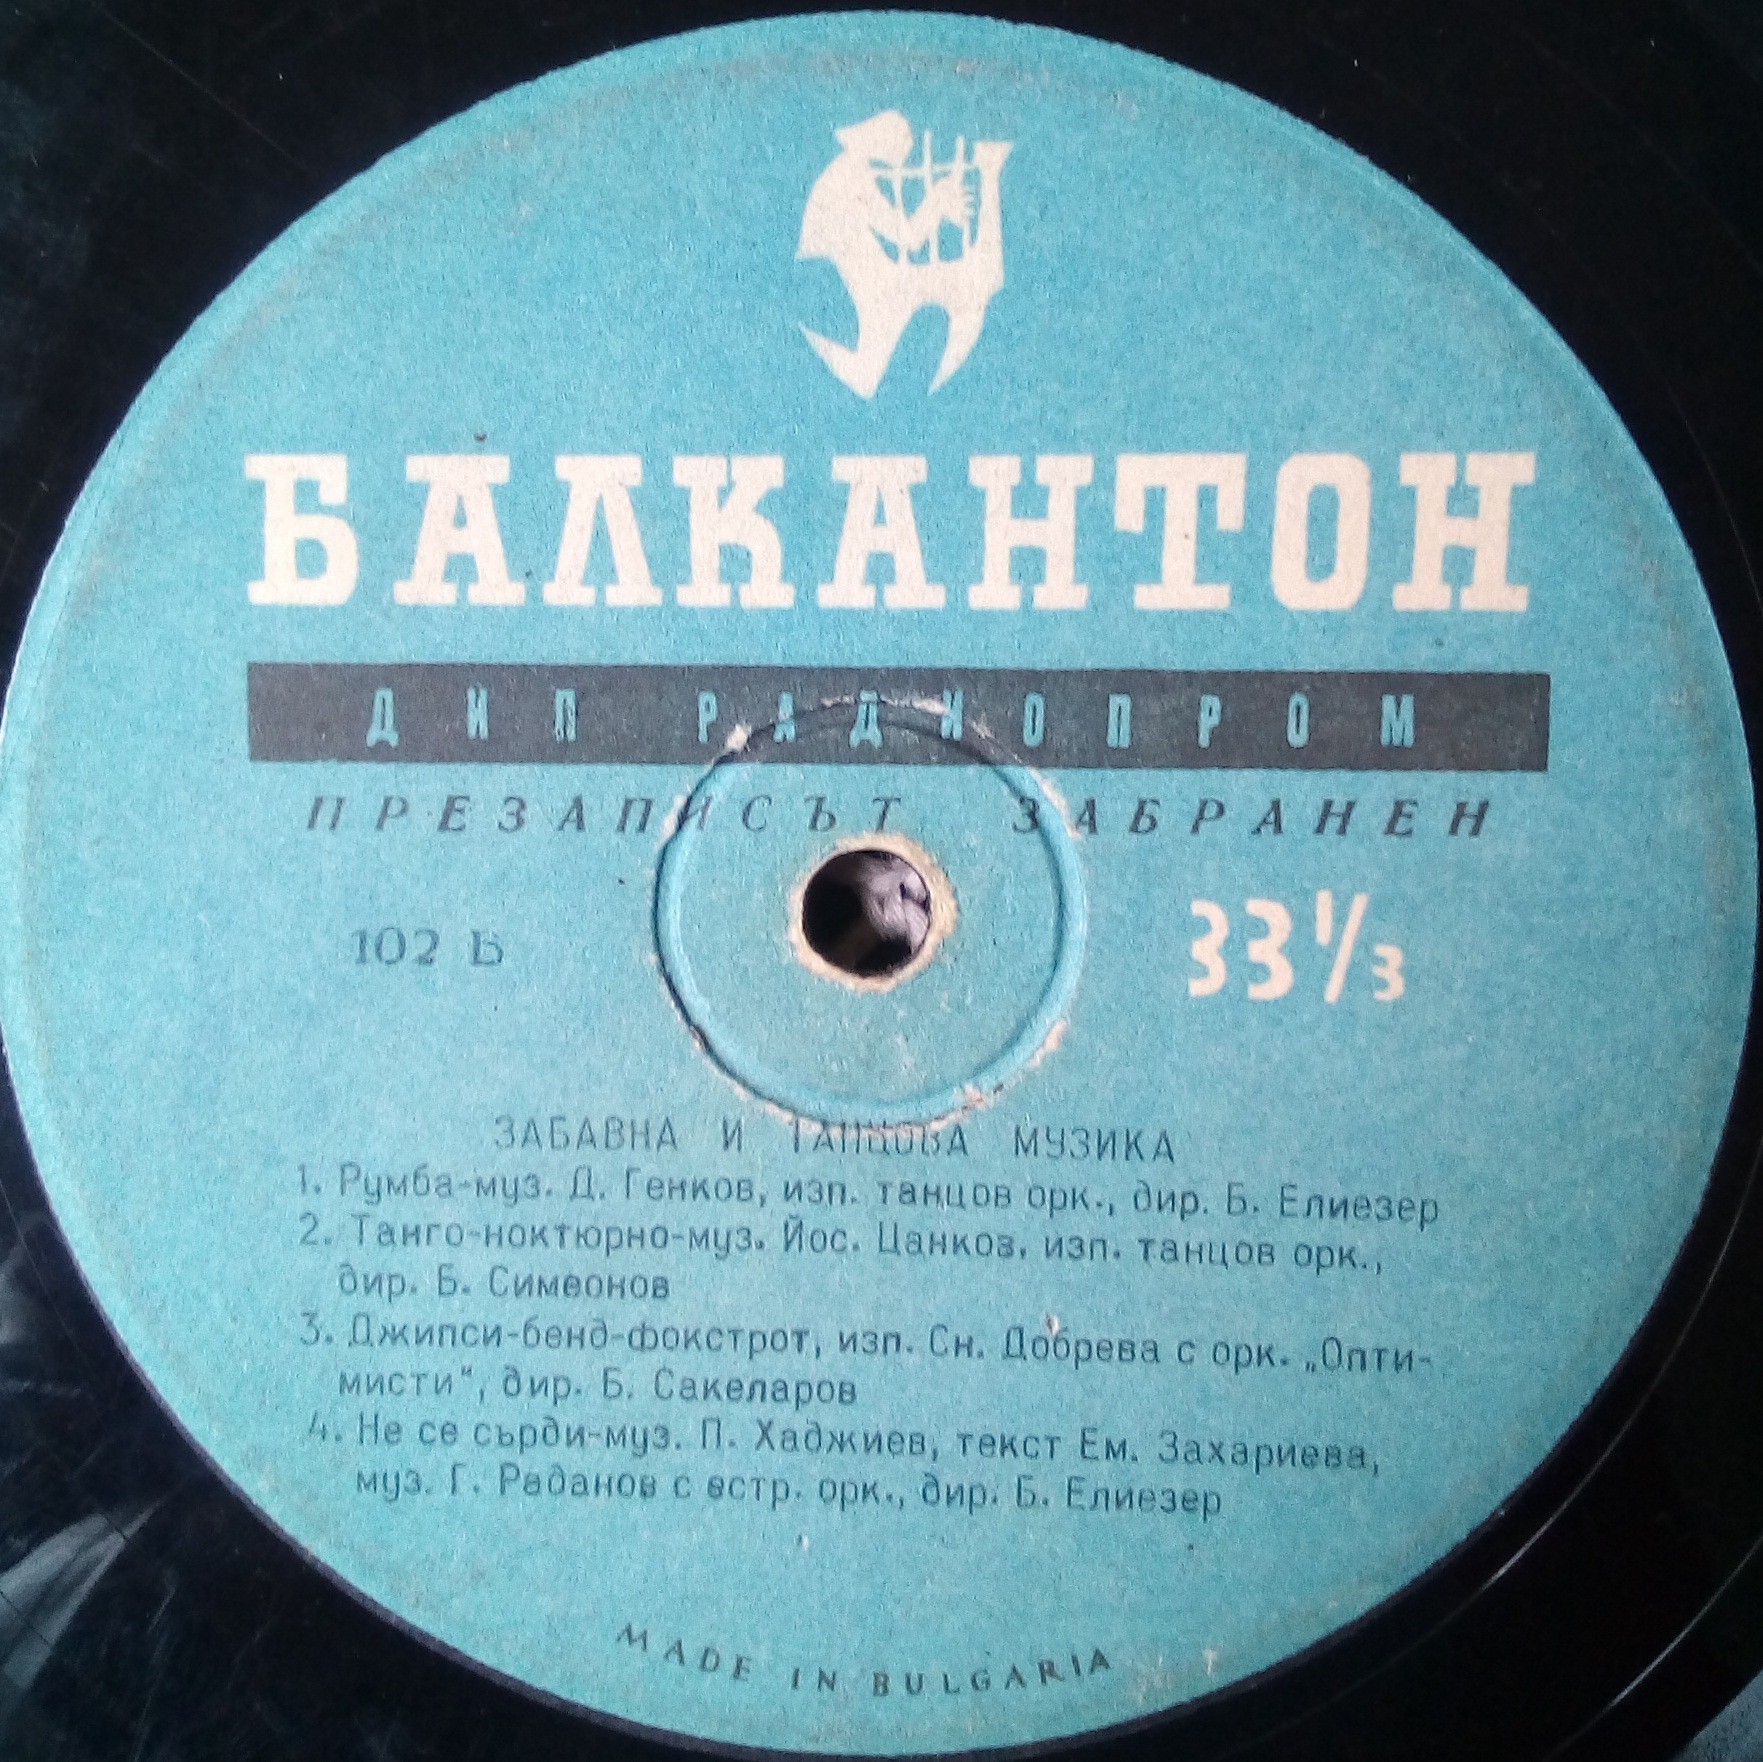 БАЛКАНТОН
ДИП РАДИОПРОМ
ПРЕЗАПИСЪТ ЗАБРАНЕН
102 Б
33 1/3
ЗАБАВНА И ТАНЦОВА МУЗИКА
1. Румба-муз. Д. Генков, изп. танцов орк., дир. Б. Елиезер
2. Танго-ноктюрно-муз. Йос. Цанков, изп. танцов орк.,
дир. Б. Симеонов
3. Джипси-бенд-фокстрот, изп. Сн. Добрева с орк. „Опти-
мисти", дир. Б. Сакеларов
4. Не се сърди-муз. П. Хаджиев, текст Ем. Захариева,
муз. Г. Раданов с естр. орк., дир. Б. Елиезер
MADE IN BULGARIA